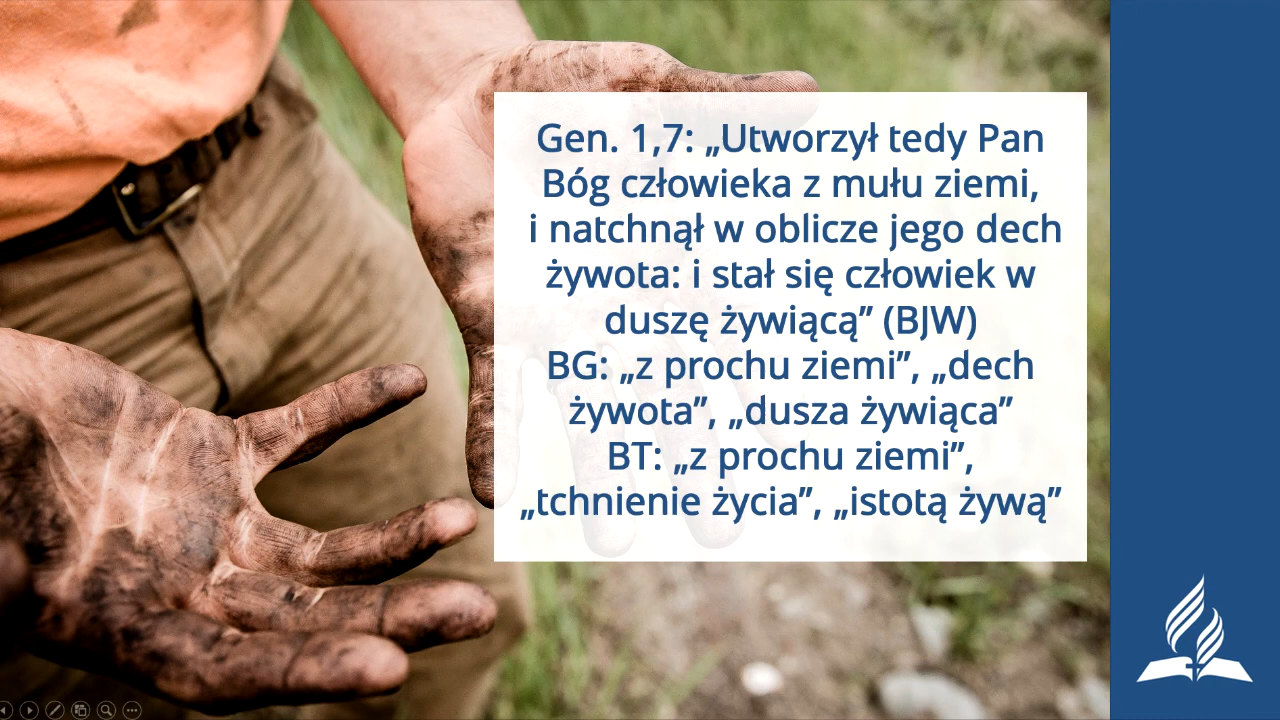 Gen. 1,7: „Utworzył tedy Pan
Bóg człowieka z mułu ziemi,
i natchnął w oblicze jego dech
żywota: i stał się człowiek w
duszę żywiącą” (BJW)
BG: „z prochu ziemi”, „dech
żywota”, „dusza żywiąca”
BT: „z prochu ziemi”,
„tchnienie życia”, „istotą żywą”